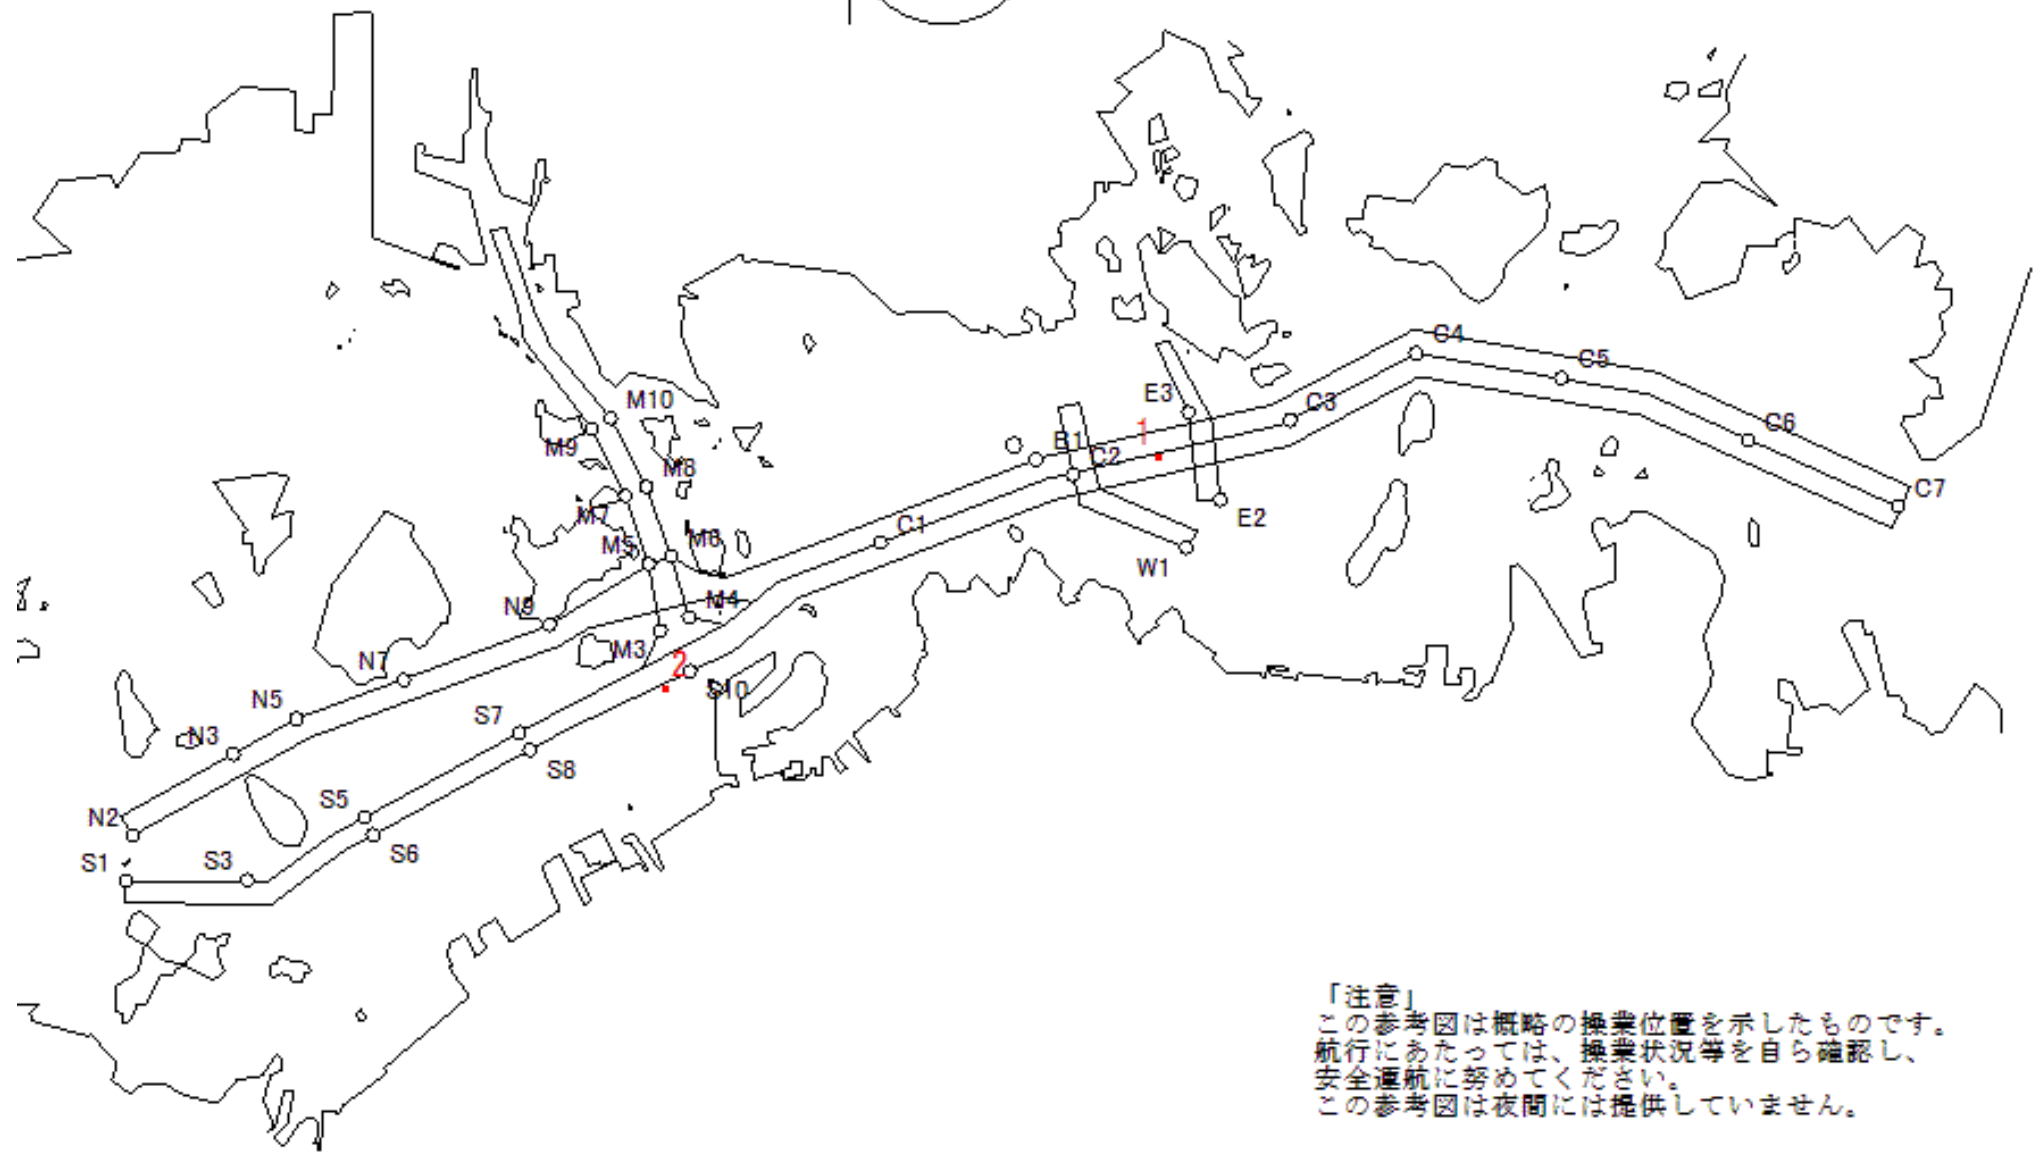 C4
C5
M10
E3
C3
1
C6
M9
B1
C2
M8
C7
M7
E2
C1
M5
M6
W1
N9
M4
M3
N7
2
S10
N5
S7
N3
S8
S5
N2
S6
S1
S3
「注意」
この参考図は概略の操業位置を示したものです。
航行にあたっては、操業状況等を自ら確認し、
安全運航に努めてください。
この参考図は夜間には提供していません。